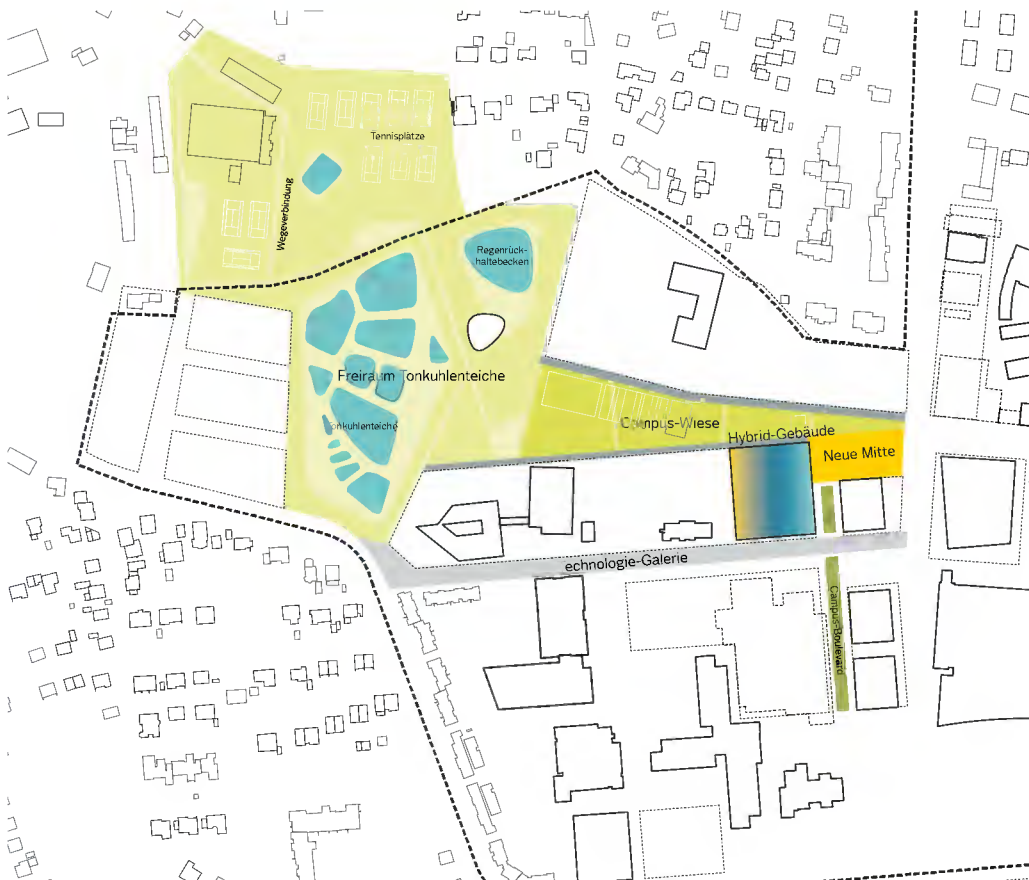 Tennisplätze
Wegeverbindung
Regenrück-
haltebecken
Freiraum Tonkuhlenteiche
Tonkuhlenteiche
Campus-Wiese
Hybrid-Gebäude
Neue Mitte
echnologie-Galerie
Campus-Boulevard